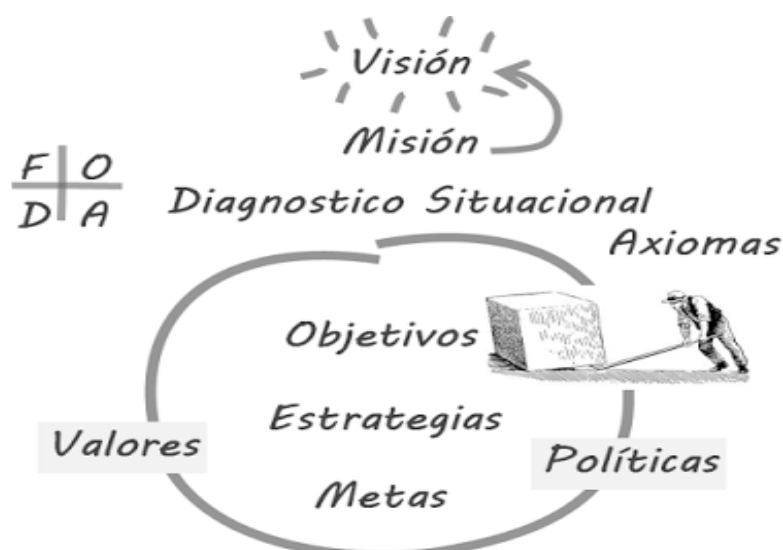 Visión
Misión
F O
D A
Diagnostico Situacional
Axiomas
Objetivos
Estrategias
Valores
Políticas
Metas